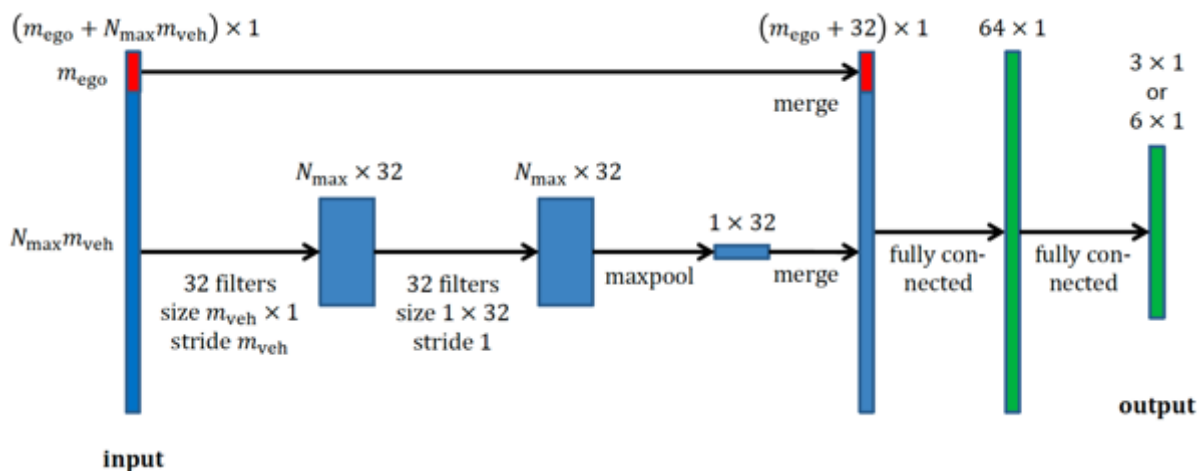 (m_ego + N_max m_veh) × 1
(m_ego + 32) × 1
64 × 1
m_ego
3 × 1
or
6 × 1
merge
N_max × 32
N_max × 32
N_max m_veh
1 × 32
32 filters
size m_veh × 1
stride m_veh
32 filters
size 1 × 32
stride 1
maxpool
merge
fully con-
nected
fully con-
nected
output
input